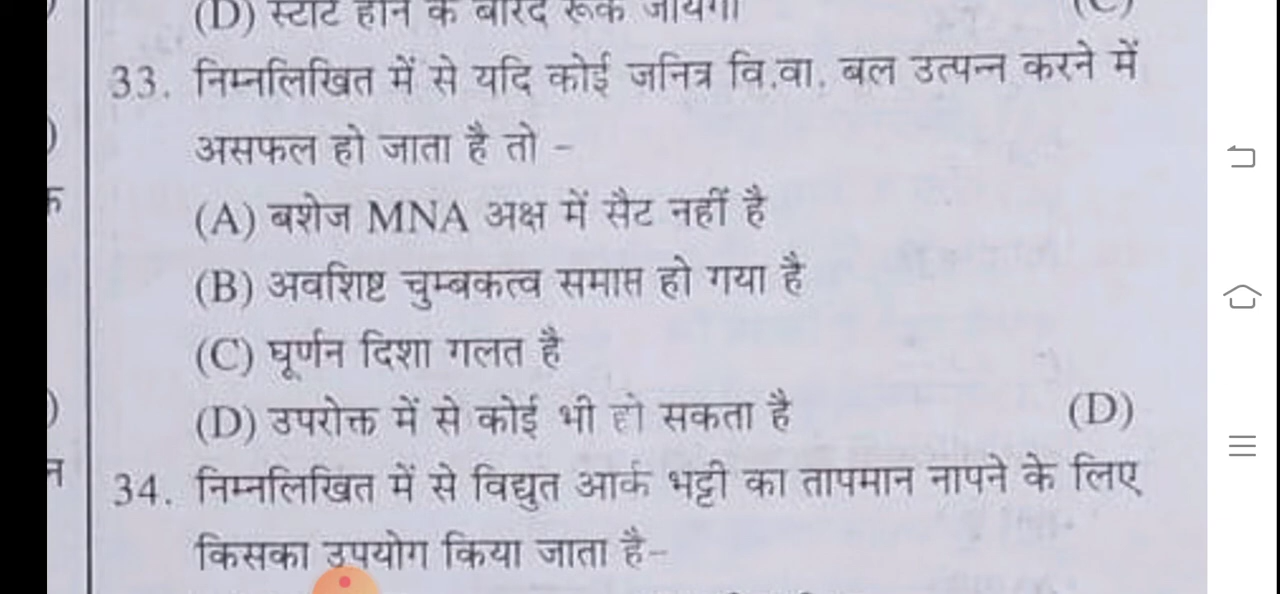 (D) स्टार्ट होने के बारद रूक जायेगा (C)
33. निम्नलिखित में से यदि कोई जनित्र वि.वा. बल उत्पन्न करने में
असफल हो जाता है तो -
(A) बशेज MNA अक्ष में सैट नहीं है
(B) अवशिष्ट चुम्बकत्व समाप्त हो गया है
(C) घूर्णन दिशा गलत है
(D) उपरोक्त में से कोई भी हो सकता है (D)
34. निम्नलिखित में से विद्युत आर्क भट्टी का तापमान नापने के लिए
किसका उपयोग किया जाता है-